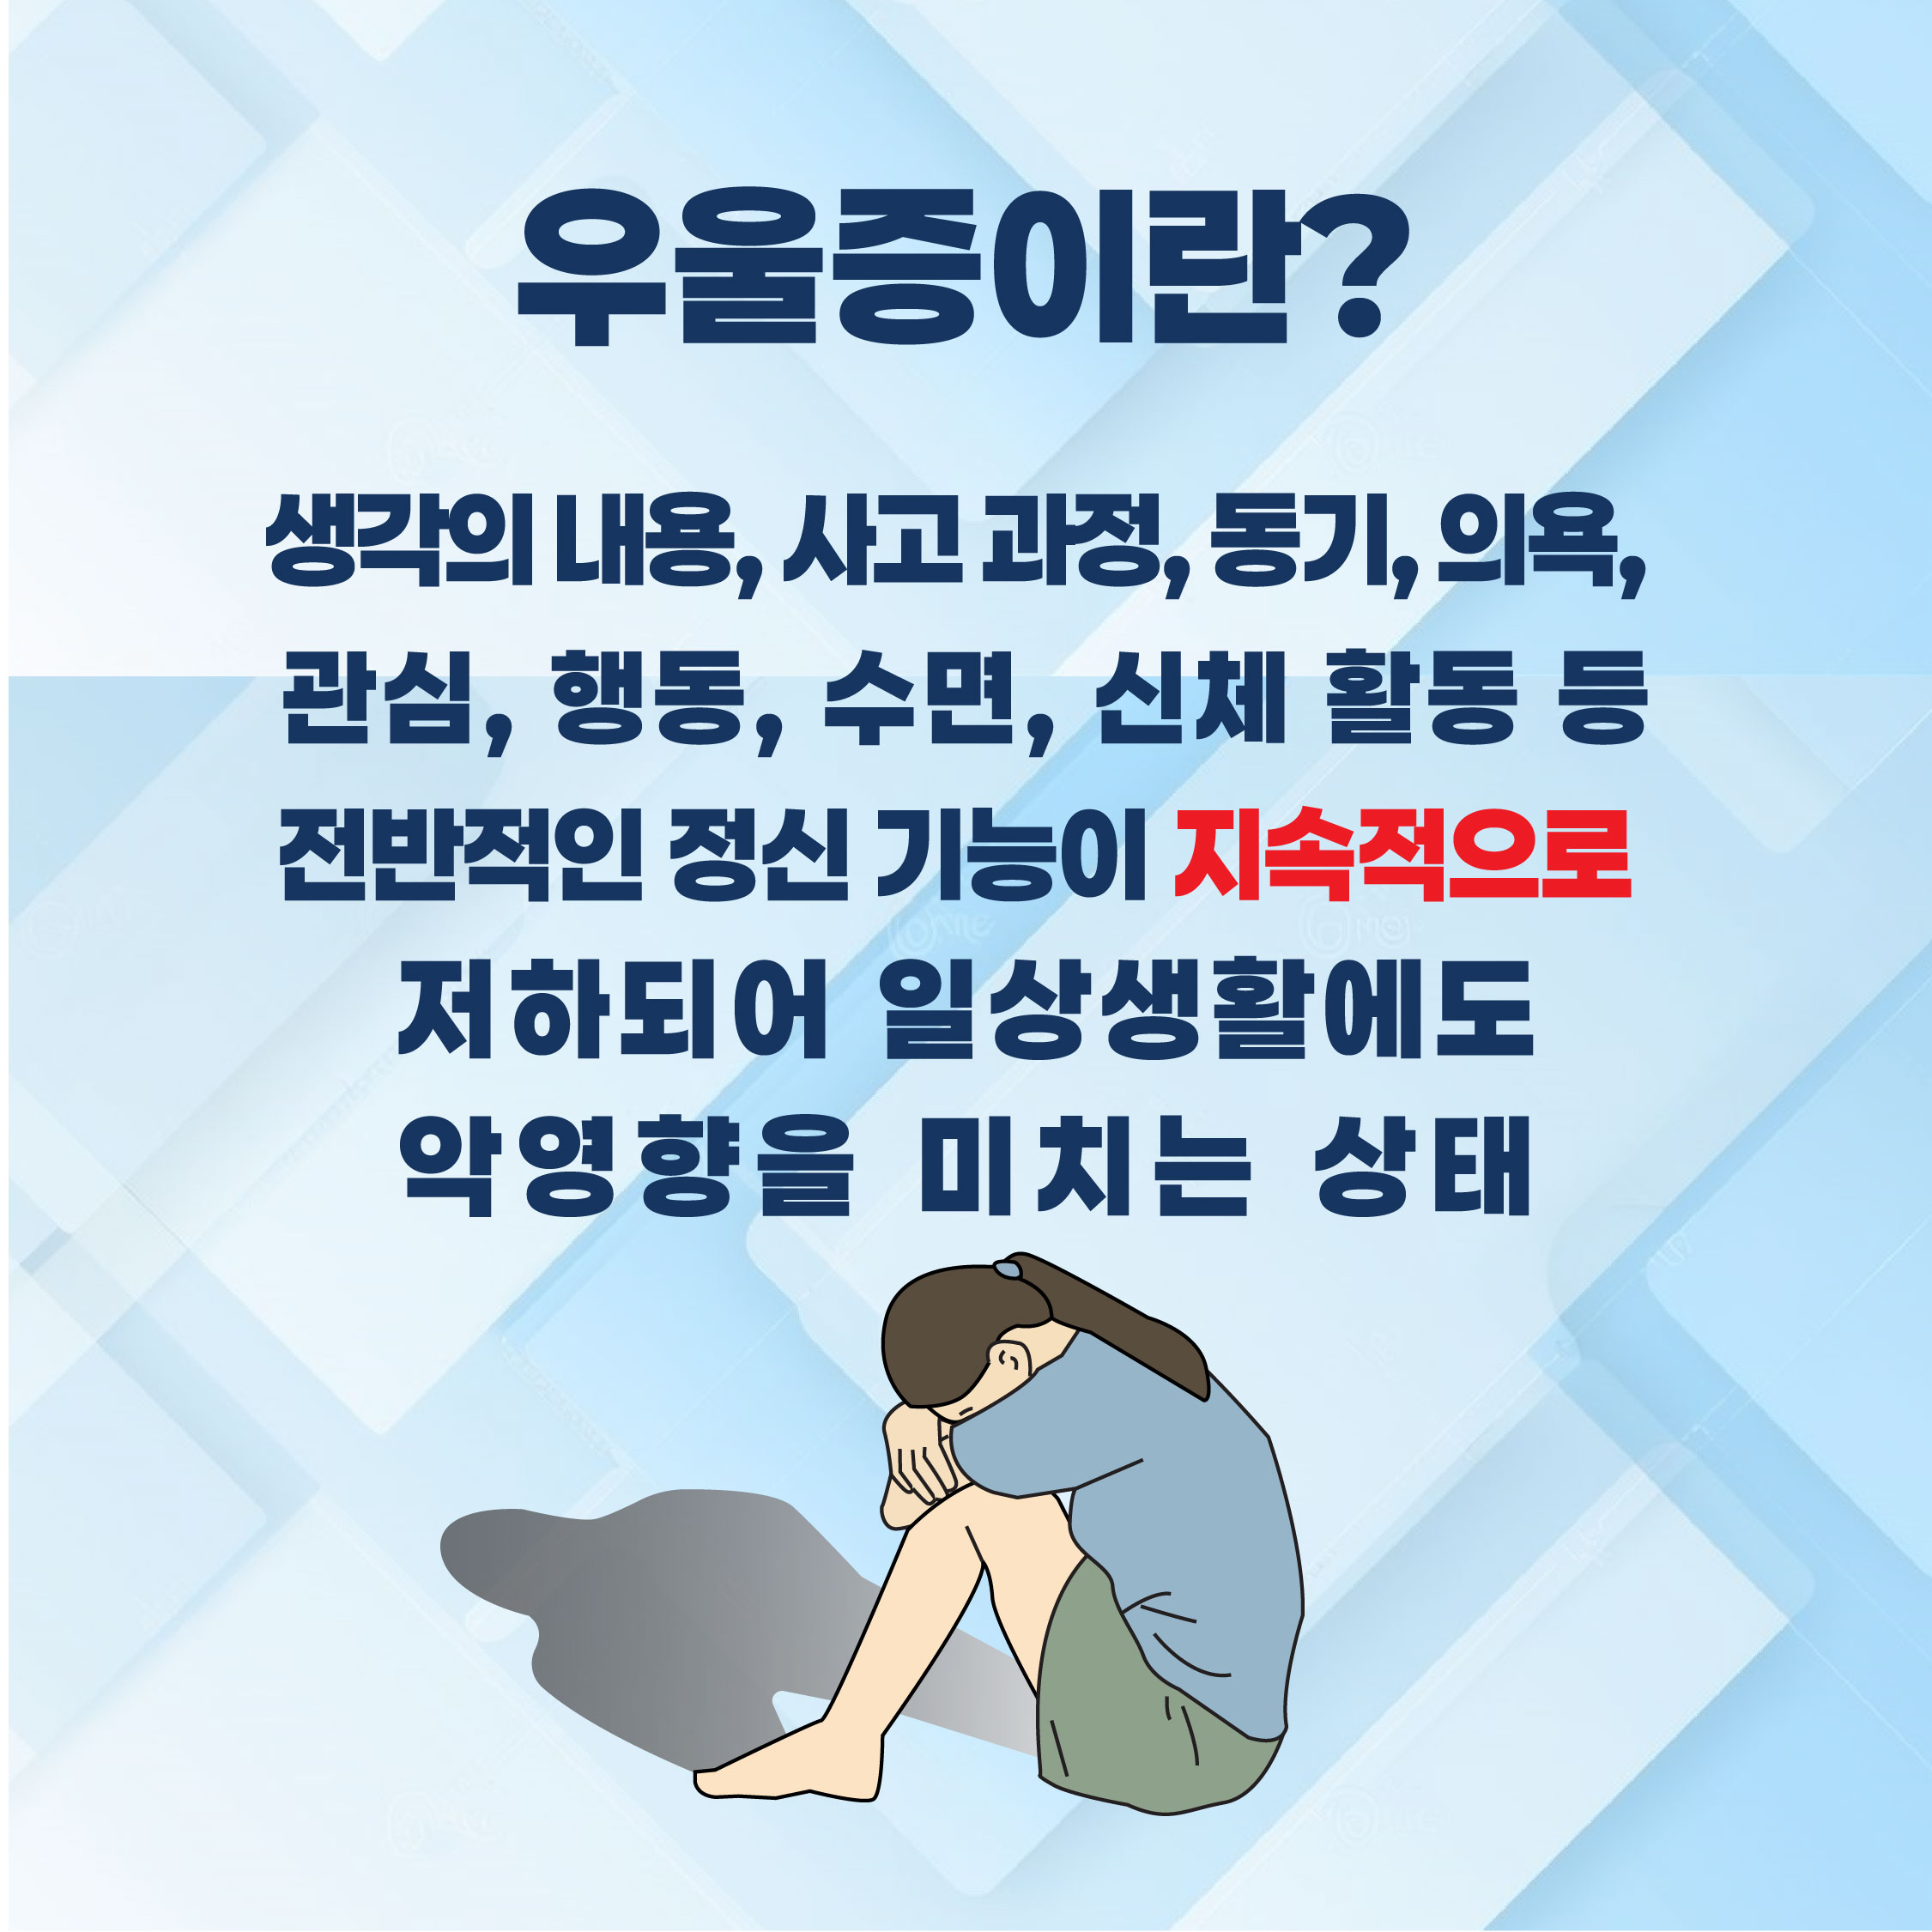 우울증이란?
생각의 내용, 사고 과정, 동기, 의욕,
관심, 행동, 수면, 신체 활동 등
전반적인 정신 기능이 지속적으로
저하되어 일상생활에도
악영향을 미치는 상태